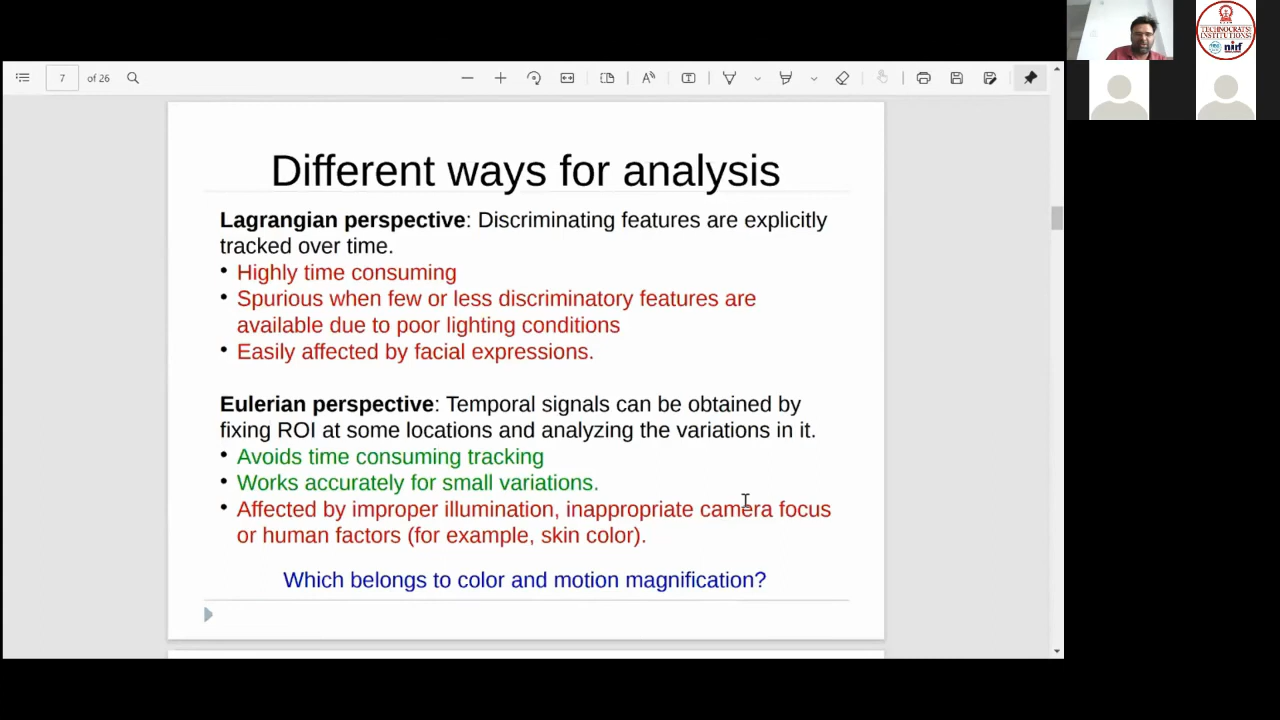 7 of 26
Different ways for analysis
Lagrangian perspective: Discriminating features are explicitly
tracked over time.
• Highly time consuming
• Spurious when few or less discriminatory features are
available due to poor lighting conditions
• Easily affected by facial expressions.
Eulerian perspective: Temporal signals can be obtained by
fixing ROI at some locations and analyzing the variations in it.
• Avoids time consuming tracking
• Works accurately for small variations.
• Affected by improper illumination, inappropriate camera focus
or human factors (for example, skin color).
Which belongs to color and motion magnification?
TECHNOCRATS
INSTITUTIONS
nirf